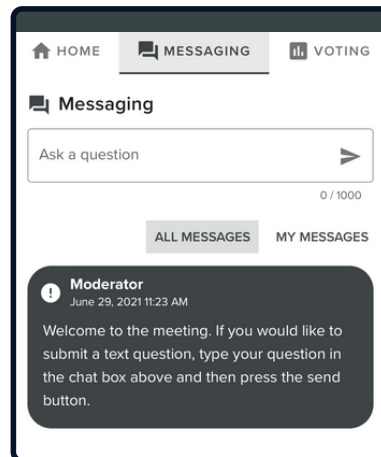 HOME MESSAGING VOTING
Messaging
Ask a question
0 / 1000
ALL MESSAGES MY MESSAGES
Moderator
June 29, 2021 11:23 AM
Welcome to the meeting. If you would like to
submit a text question, type your question in
the chat box above and then press the send
button.